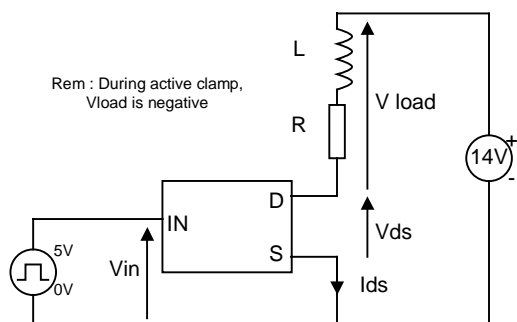 L
Rem : During active clamp,
Vload is negative
V load
R
14V
+
-
D
IN
Vds
5V
S
Vin
Ids
0V